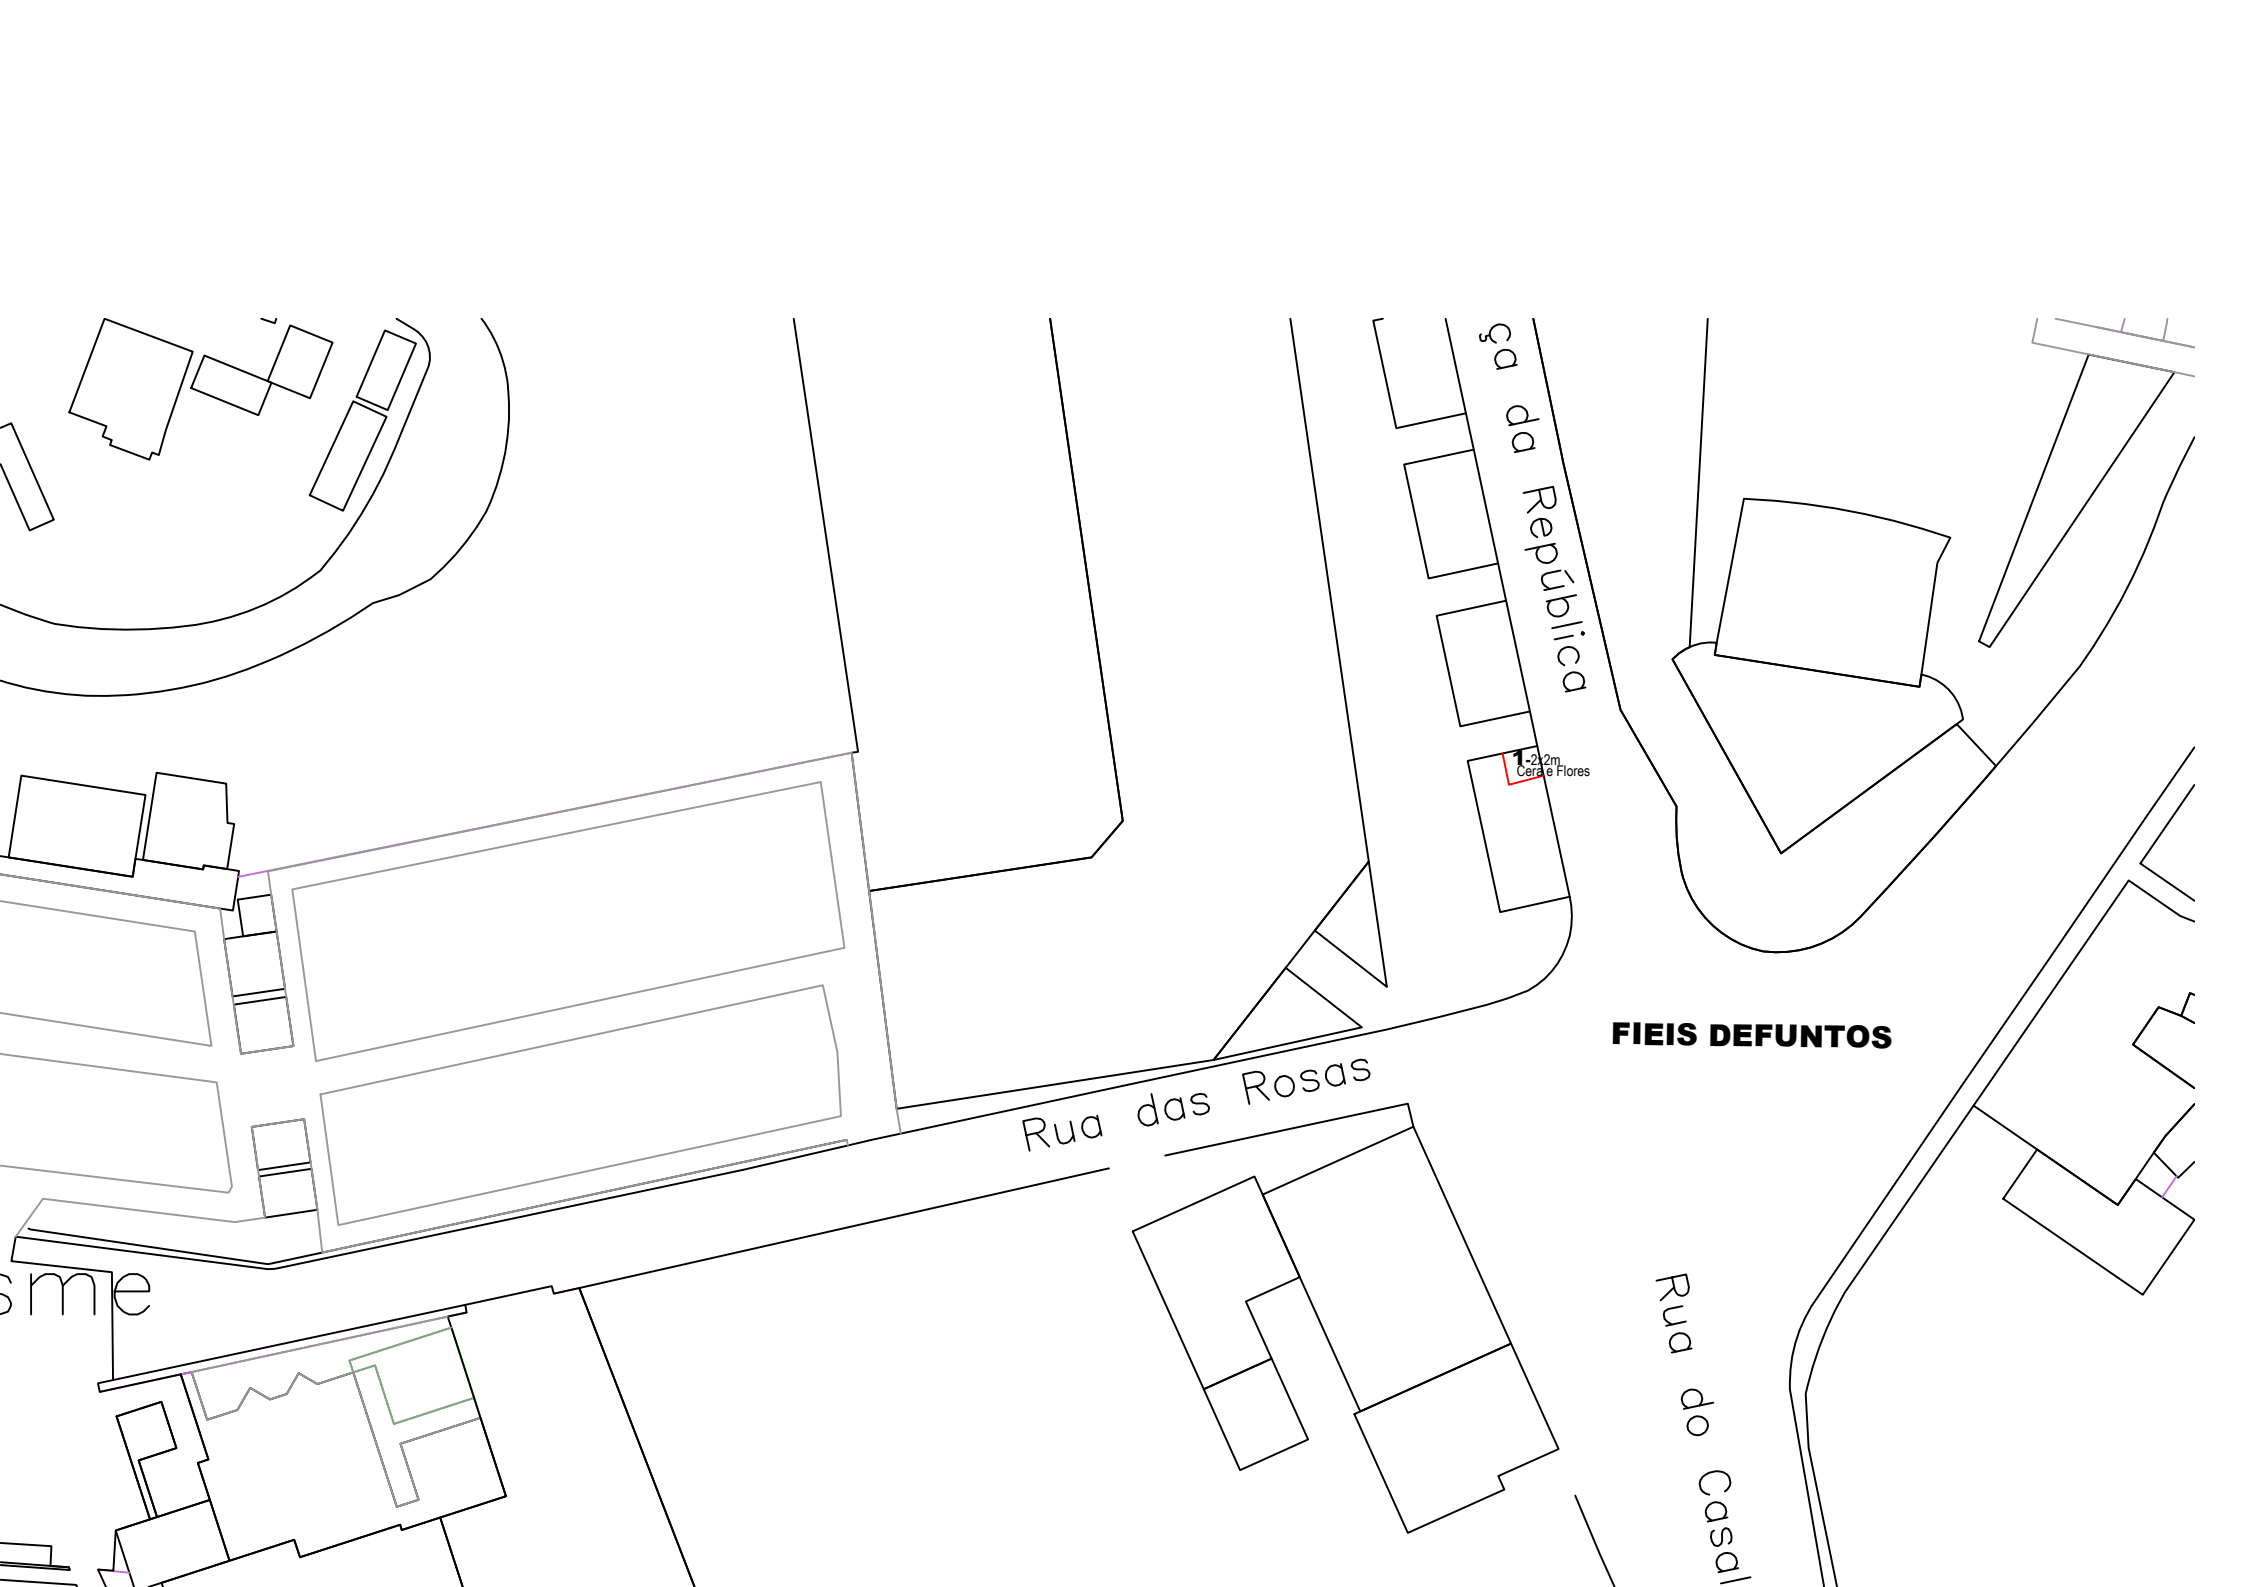 ça da República
1-2x2m
Cera e Flores
FIEIS DEFUNTOS
Rua das Rosas
sme
Rua do Casal